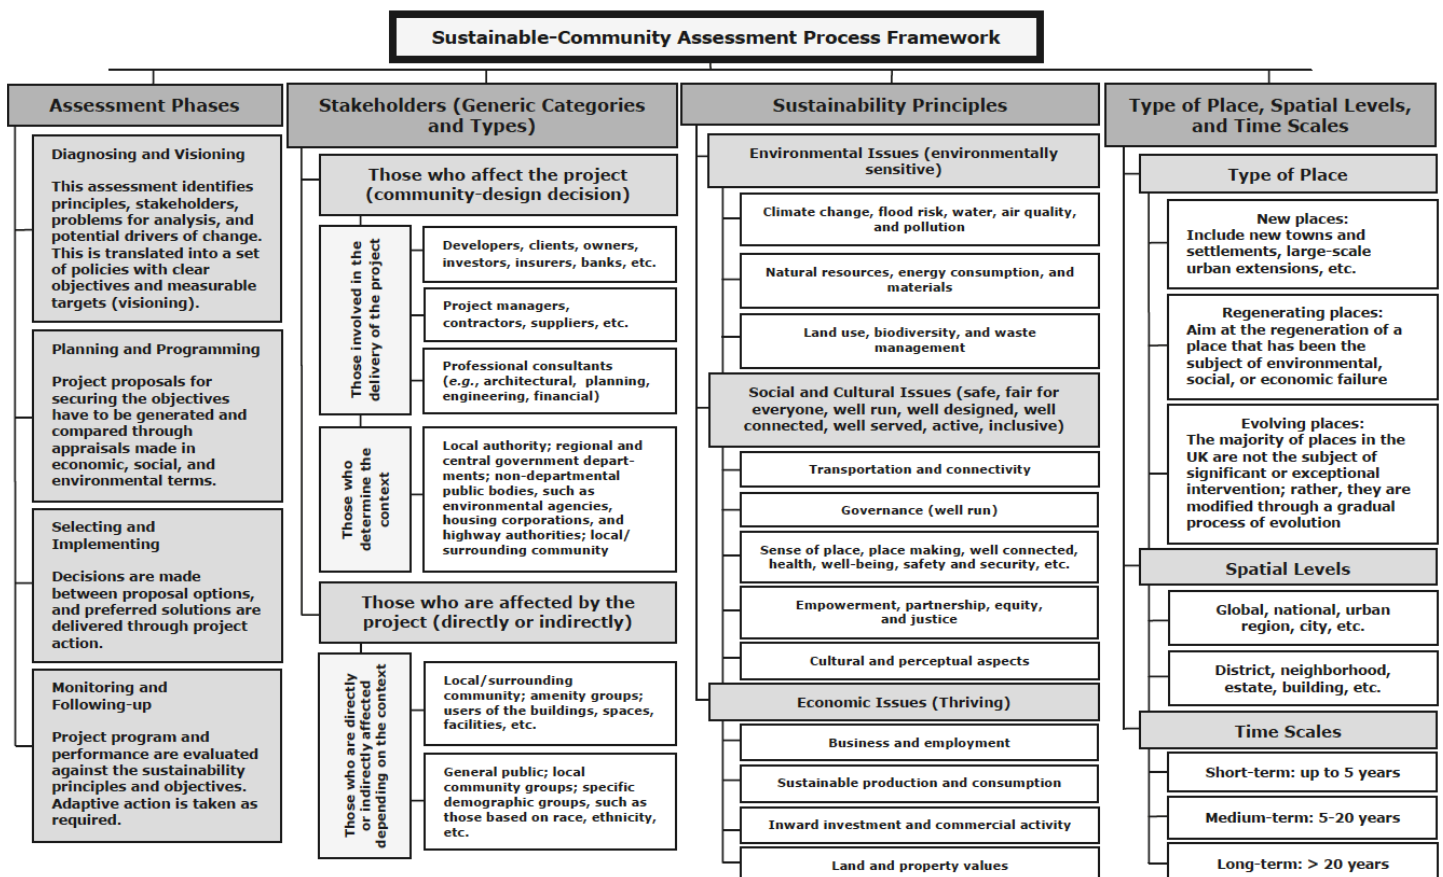 Sustainable-Community Assessment Process Framework
Assessment Phases
Diagnosing and Visioning
This assessment identifies
principles, stakeholders,
problems for analysis, and
potential drivers of change.
This is translated into a set
of policies with clear
objectives and measurable
targets (visioning).
Planning and Programming
Project proposals for
securing the objectives
have to be generated and
compared through
appraisals made in
economic, social, and
environmental terms.
Selecting and
Implementing
Decisions are made
between proposal options,
and preferred solutions are
delivered through project
action.
Monitoring and
Following-up
Project program and
performance are evaluated
against the sustainability
principles and objectives.
Adaptive action is taken as
required.
Stakeholders (Generic Categories
and Types)
Those who affect the project
(community-design decision)
Those involved in the
delivery of the project
Developers, clients, owners,
investors, insurers, banks, etc.
Project managers,
contractors, suppliers, etc.
Professional consultants
(e.g., architectural, planning,
engineering, financial)
Those who
determine the
context
Local authority; regional and
central government depart-
ments; non-departmental
public bodies, such as
environmental agencies,
housing corporations, and
highway authorities; local/
surrounding community
Those who are affected by the
project (directly or indirectly)
Those who are directly
or indirectly affected
depending on the context
Local/surrounding
community; amenity groups;
users of the buildings, spaces,
facilities, etc.
General public; local
community groups; specific
demographic groups, such as
those based on race, ethnicity,
etc.
Sustainability Principles
Environmental Issues (environmentally
sensitive)
Climate change, flood risk, water, air quality,
and pollution
Natural resources, energy consumption, and
materials
Land use, biodiversity, and waste
management
Social and Cultural Issues (safe, fair for
everyone, well run, well designed, well
connected, well served, active, inclusive)
Transportation and connectivity
Governance (well run)
Sense of place, place making, well connected,
health, well-being, safety and security, etc.
Empowerment, partnership, equity,
and justice
Cultural and perceptual aspects
Economic Issues (Thriving)
Business and employment
Sustainable production and consumption
Inward investment and commercial activity
Land and property values
Type of Place, Spatial Levels,
and Time Scales
Type of Place
New places:
Include new towns and
settlements, large-scale
urban extensions, etc.
Regenerating places:
Aim at the regeneration of a
place that has been the
subject of environmental,
social, or economic failure
Evolving places:
The majority of places in the
UK are not the subject of
significant or exceptional
intervention; rather, they are
modified through a gradual
process of evolution
Spatial Levels
Global, national, urban
region, city, etc.
District, neighborhood,
estate, building, etc.
Time Scales
Short-term: up to 5 years
Medium-term: 5-20 years
Long-term: > 20 years